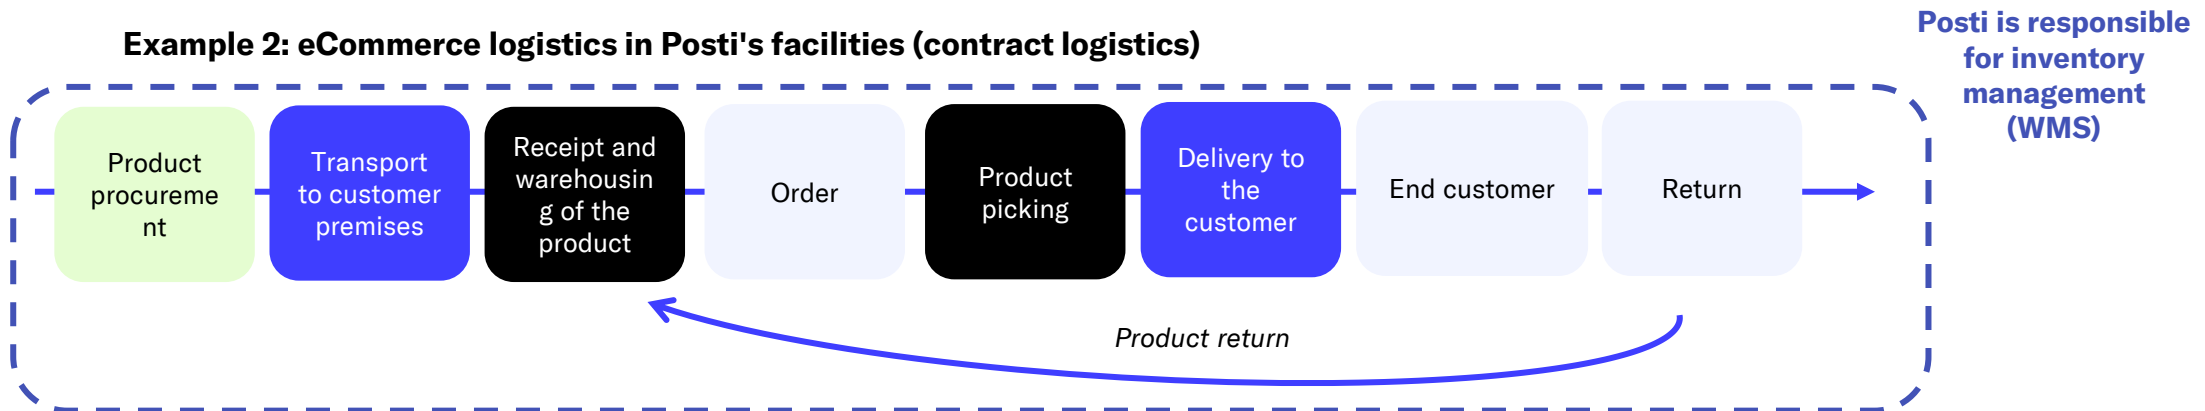 Example 2: eCommerce logistics in Posti's facilities (contract logistics)
Posti is responsible
for inventory
management
(WMS)
Product
procureme
nt
Transport
to customer
premises
Receipt and
warehousin
g of the
product
Order
Product
picking
Delivery to
the
customer
End customer
Return
Product return